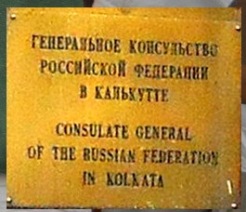 ГЕНЕРАЛЬНОЕ КОНСУЛЬСТВО
РОССИЙСКОЙ ФЕДЕРАЦИИ
В КАЛЬКУТТЕ
CONSULATE GENERAL
OF THE RUSSIAN FEDERATION
IN KOLKATA